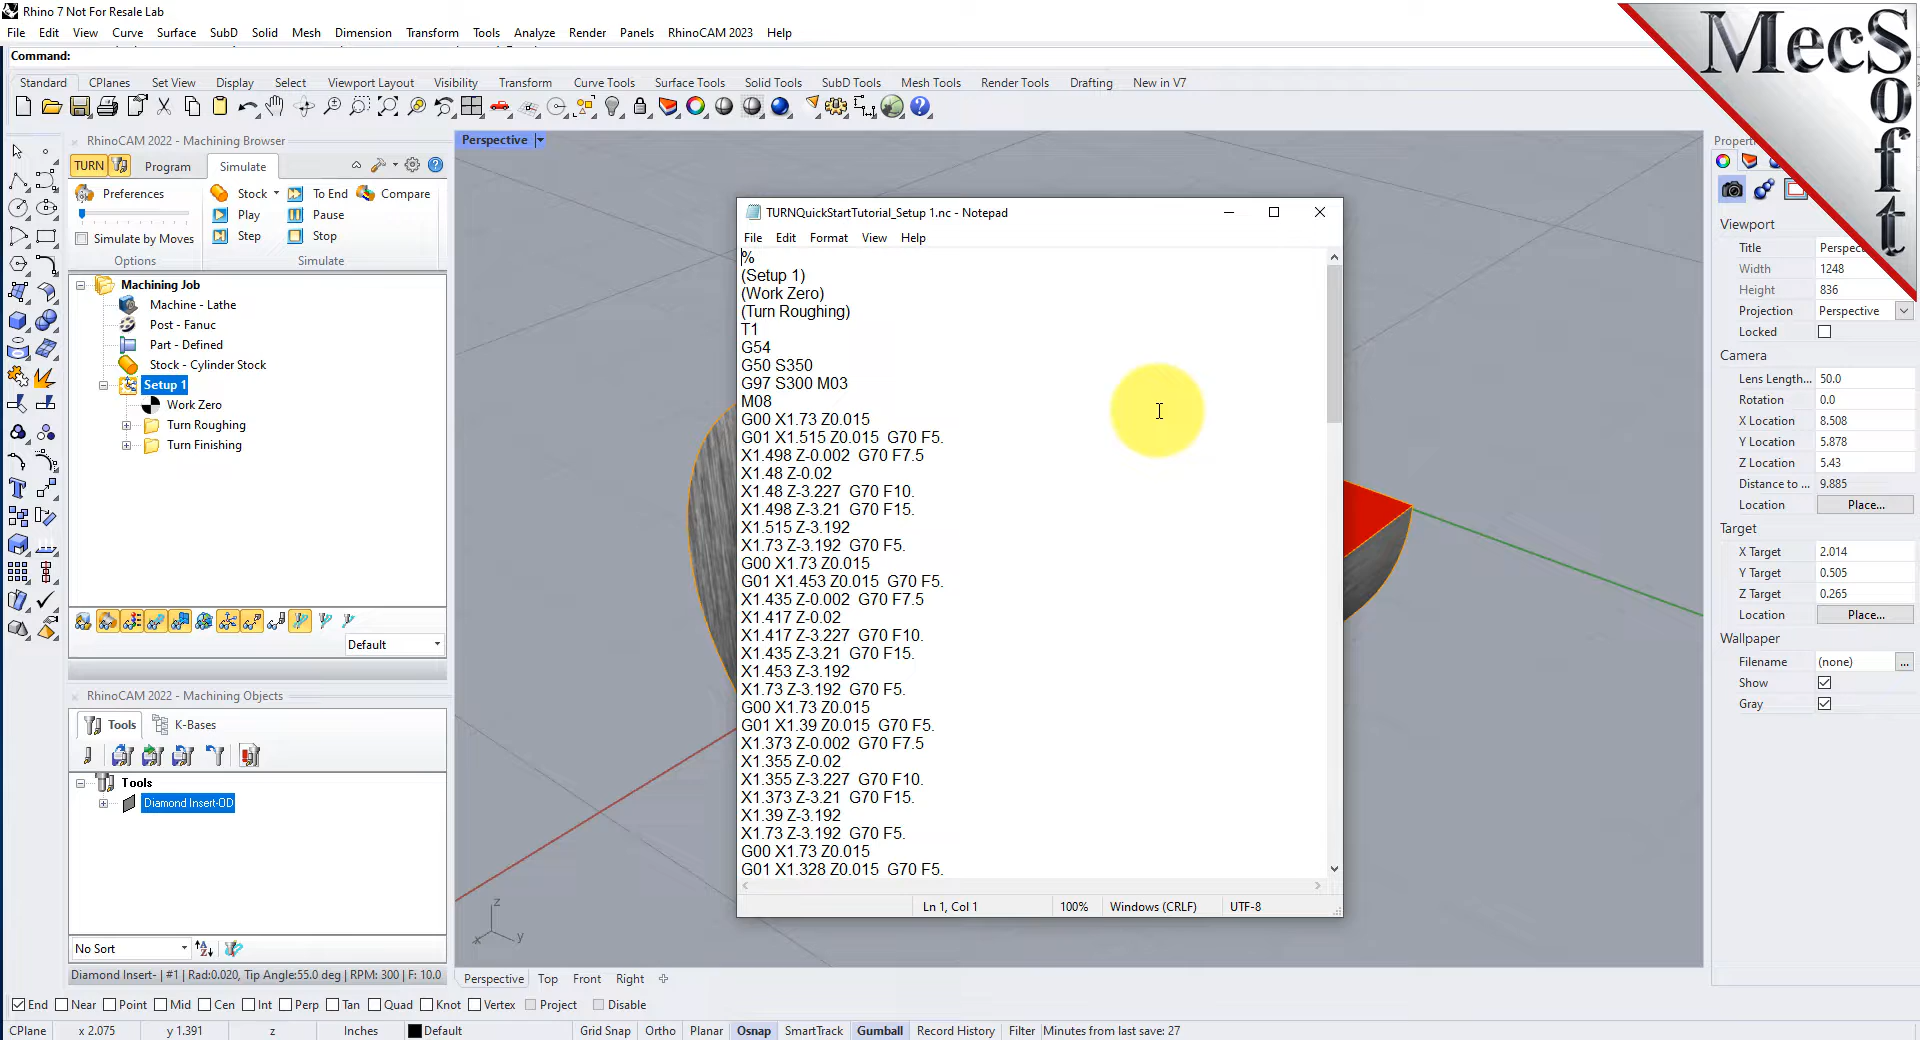 Rhino 7 Not For Resale Lab
File Edit View Curve Surface SubD Solid Mesh Dimension Transform Tools Analyze Render Panels RhinoCAM 2023 Help
Command:
Standard CPlanes Set View Display Select Viewport Layout Visibility Transform Curve Tools Surface Tools Solid Tools SubD Tools Mesh Tools Render Tools Drafting New in V7
MecSoft
RhinoCAM 2022 - Machining Browser
TURN Program Simulate
Preferences Stock To End Compare
Play Pause
Simulate by Moves Step Stop
Options Simulate
Machining Job
Machine - Lathe
Post - Fanuc
Part - Defined
Stock - Cylinder Stock
Setup 1
Work Zero
Turn Roughing
Turn Finishing
Default
RhinoCAM 2022 - Machining Objects
Tools K-Bases
Tools
Diamond Insert-OD
No Sort
Diamond Insert- | #1 | Rad:0.020, Tip Angle:55.0 deg | RPM: 300 | F: 10.0
Perspective
TURNQuickStartTutorial_Setup 1.nc - Notepad
File Edit Format View Help
%
(Setup 1)
(Work Zero)
(Turn Roughing)
T1
G54
G50 S350
G97 S300 M03
M08
G00 X1.73 Z0.015
G01 X1.515 Z0.015  G70 F5.
X1.498 Z-0.002  G70 F7.5
X1.48 Z-0.02
X1.48 Z-3.227  G70 F10.
X1.498 Z-3.21  G70 F15.
X1.515 Z-3.192
X1.73 Z-3.192  G70 F5.
G00 X1.73 Z0.015
G01 X1.453 Z0.015  G70 F5.
X1.435 Z-0.002  G70 F7.5
X1.417 Z-0.02
X1.417 Z-3.227  G70 F10.
X1.435 Z-3.21  G70 F15.
X1.453 Z-3.192
X1.73 Z-3.192  G70 F5.
G00 X1.73 Z0.015
G01 X1.39 Z0.015  G70 F5.
X1.373 Z-0.002  G70 F7.5
X1.355 Z-0.02
X1.355 Z-3.227  G70 F10.
X1.373 Z-3.21  G70 F15.
X1.39 Z-3.192
X1.73 Z-3.192  G70 F5.
G00 X1.73 Z0.015
G01 X1.328 Z0.015  G70 F5.
Ln 1, Col 1 100% Windows (CRLF) UTF-8
z
x y
Perspective Top Front Right
Viewport
Title
Width 1248
Height 836
Projection Perspective
Locked
Camera
Lens Length... 50.0
Rotation 0.0
X Location 8.508
Y Location 5.878
Z Location 5.43
Distance to ... 9.885
Location Place...
Target
X Target 2.014
Y Target 0.505
Z Target 0.265
Location Place...
Wallpaper
Filename (none) ...
Show
Gray
End Near Point Mid Cen Int Perp Tan Quad Knot Vertex Project Disable
CPlane x 2.075 y 1.391 z Inches Default Grid Snap Ortho Planar Osnap SmartTrack Gumball Record History Filter Minutes from last save: 27